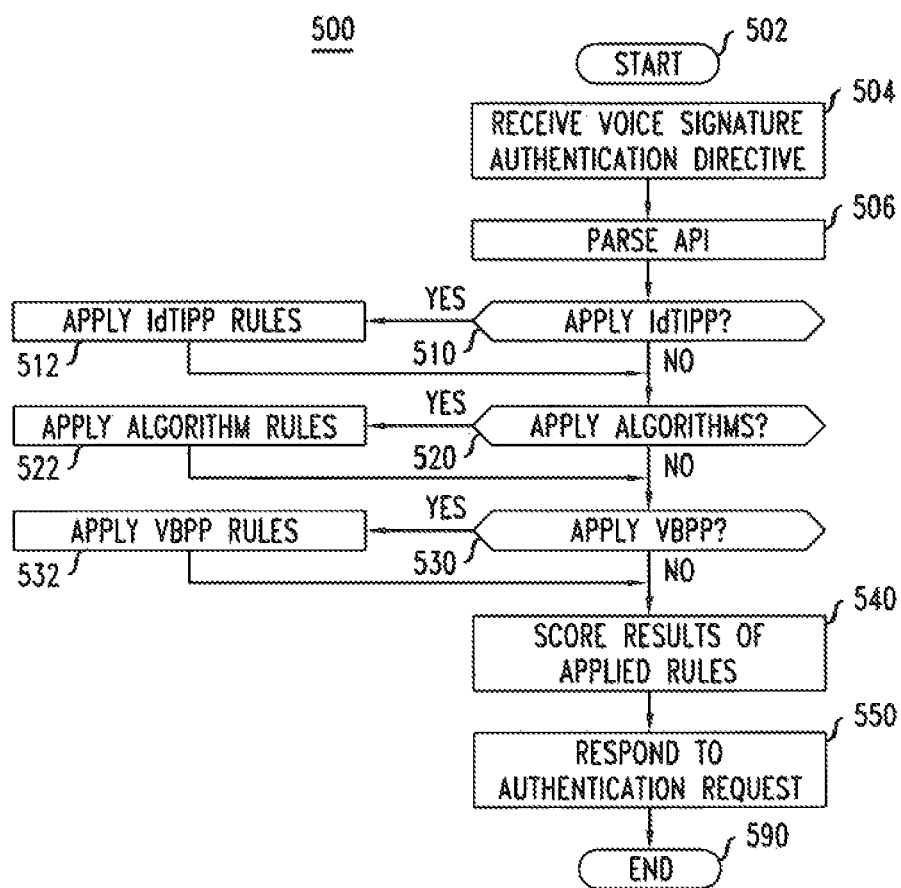 500
502
START
504
RECEIVE VOICE SIGNATURE
AUTHENTICATION DIRECTIVE
506
PARSE API
YES
APPLY IdTIPP RULES
APPLY IdTIPP?
512
510
NO
YES
APPLY ALGORITHM RULES
APPLY ALGORITHMS?
522
520
NO
YES
APPLY VBPP RULES
APPLY VBPP?
532
530
NO
540
SCORE RESULTS OF
APPLIED RULES
550
RESPOND TO
AUTHENTICATION REQUEST
590
END